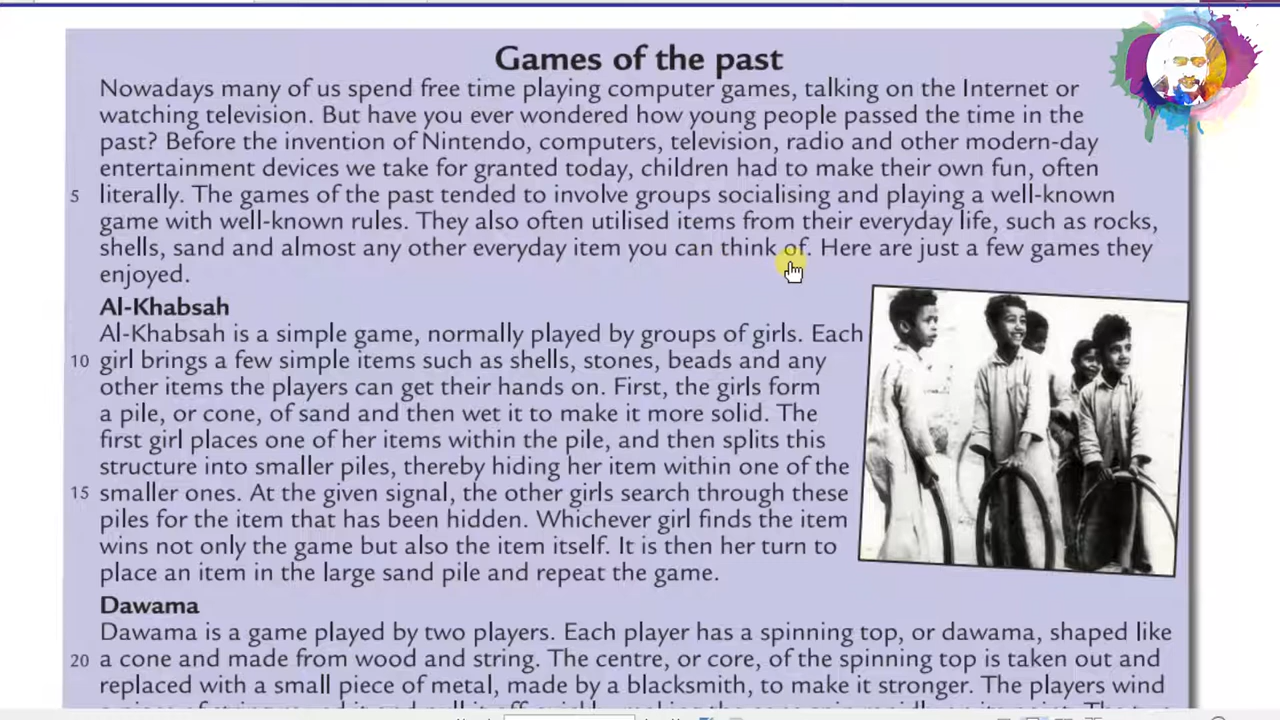 Games of the past
Nowadays many of us spend free time playing computer games, talking on the Internet or
watching television. But have you ever wondered how young people passed the time in the
past? Before the invention of Nintendo, computers, television, radio and other modern-day
entertainment devices we take for granted today, children had to make their own fun, often
5 literally. The games of the past tended to involve groups socialising and playing a well-known
game with well-known rules. They also often utilised items from their everyday life, such as rocks,
shells, sand and almost any other everyday item you can think of. Here are just a few games they
enjoyed.
Al-Khabsah
Al-Khabsah is a simple game, normally played by groups of girls. Each
10 girl brings a few simple items such as shells, stones, beads and any
other items the players can get their hands on. First, the girls form
a pile, or cone, of sand and then wet it to make it more solid. The
first girl places one of her items within the pile, and then splits this
structure into smaller piles, thereby hiding her item within one of the
15 smaller ones. At the given signal, the other girls search through these
piles for the item that has been hidden. Whichever girl finds the item
wins not only the game but also the item itself. It is then her turn to
place an item in the large sand pile and repeat the game.
Dawama
Dawama is a game played by two players. Each player has a spinning top, or dawama, shaped like
20 a cone and made from wood and string. The centre, or core, of the spinning top is taken out and
replaced with a small piece of metal, made by a blacksmith, to make it stronger. The players wind